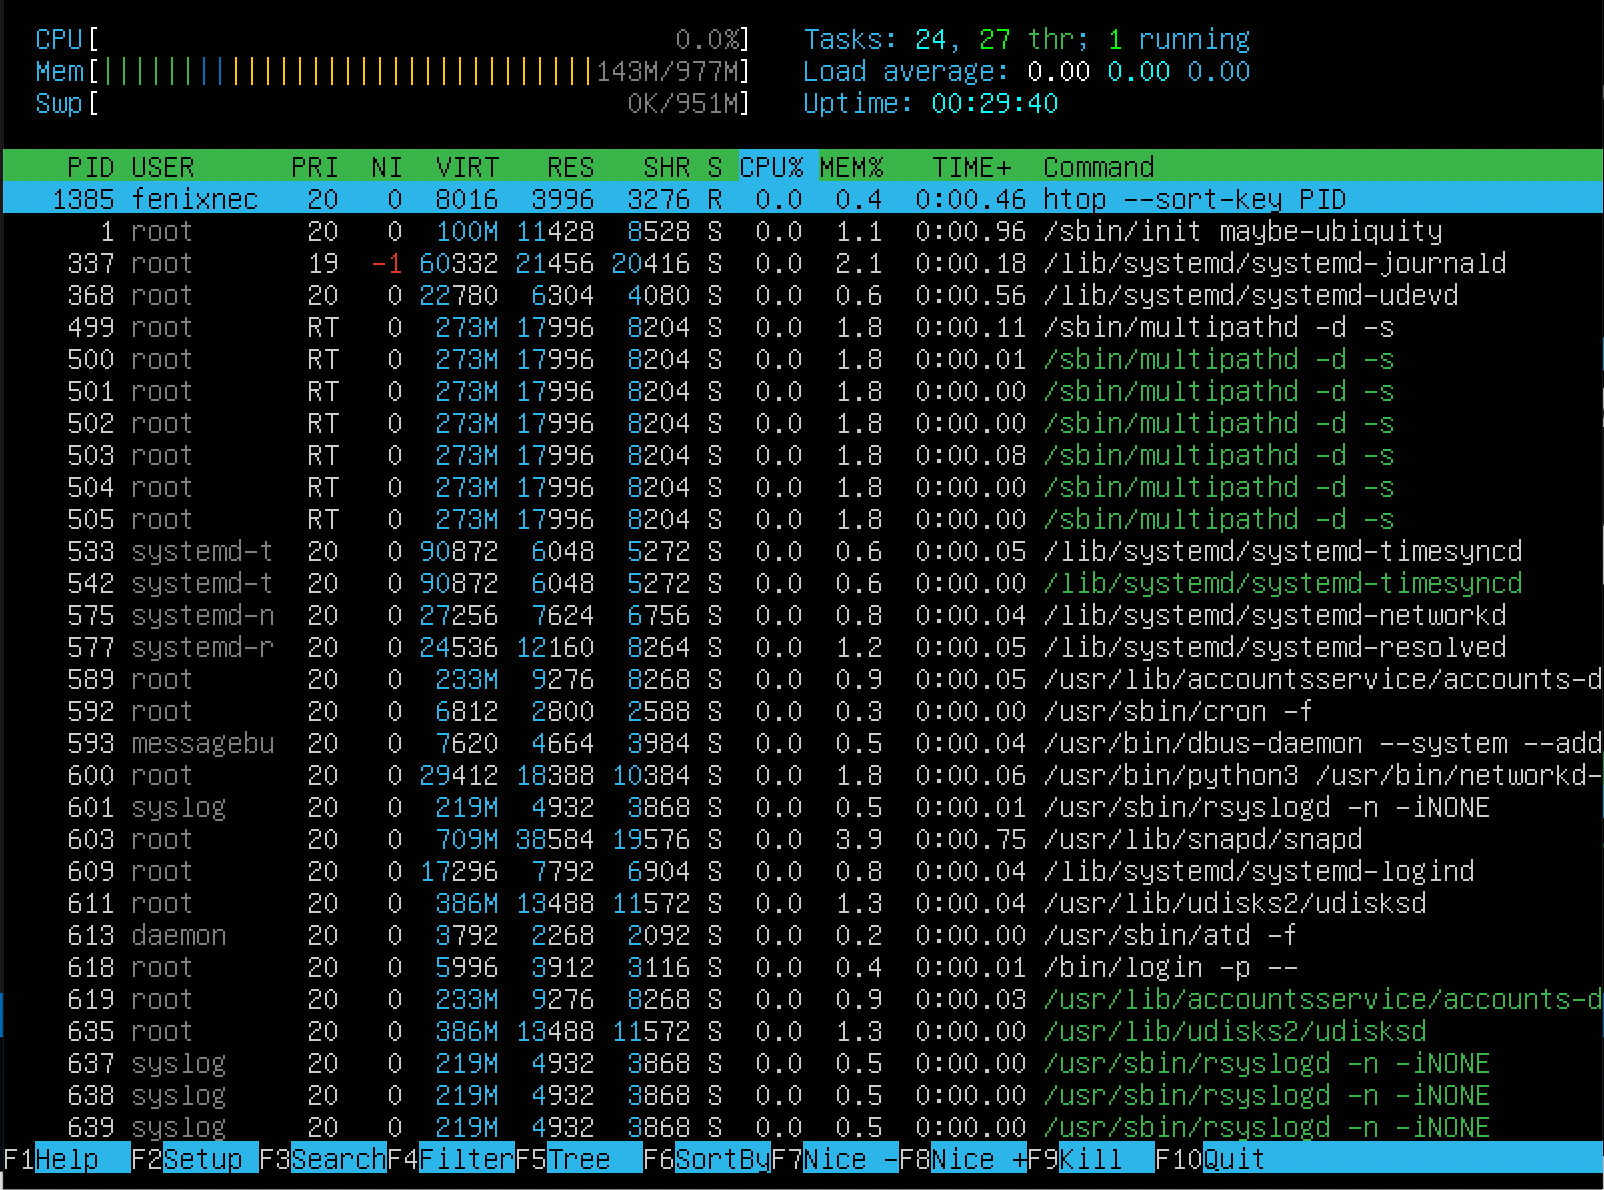 CPU[ 0.0%] Tasks: 24, 27 thr; 1 running
Mem[|||||||||||||||||||||||||||||||143M/977M] Load average: 0.00 0.00 0.00
Swp[ 0K/951M] Uptime: 00:29:40
PID USER PRI NI VIRT RES SHR S CPU% MEM% TIME+ Command
1385 fenixnec 20 0 8016 3996 3276 R 0.0 0.4 0:00.46 htop --sort-key PID
1 root 20 0 100M 11428 8528 S 0.0 1.1 0:00.96 /sbin/init maybe-ubiquity
337 root 19 -1 60332 21456 20416 S 0.0 2.1 0:00.18 /lib/systemd/systemd-journald
368 root 20 0 22780 6304 4080 S 0.0 0.6 0:00.56 /lib/systemd/systemd-udevd
499 root RT 0 273M 17996 8204 S 0.0 1.8 0:00.11 /sbin/multipathd -d -s
500 root RT 0 273M 17996 8204 S 0.0 1.8 0:00.01 /sbin/multipathd -d -s
501 root RT 0 273M 17996 8204 S 0.0 1.8 0:00.00 /sbin/multipathd -d -s
502 root RT 0 273M 17996 8204 S 0.0 1.8 0:00.00 /sbin/multipathd -d -s
503 root RT 0 273M 17996 8204 S 0.0 1.8 0:00.08 /sbin/multipathd -d -s
504 root RT 0 273M 17996 8204 S 0.0 1.8 0:00.00 /sbin/multipathd -d -s
505 root RT 0 273M 17996 8204 S 0.0 1.8 0:00.00 /sbin/multipathd -d -s
533 systemd-t 20 0 90872 6048 5272 S 0.0 0.6 0:00.05 /lib/systemd/systemd-timesyncd
542 systemd-t 20 0 90872 6048 5272 S 0.0 0.6 0:00.00 /lib/systemd/systemd-timesyncd
575 systemd-n 20 0 27256 7624 6756 S 0.0 0.8 0:00.04 /lib/systemd/systemd-networkd
577 systemd-r 20 0 24536 12160 8264 S 0.0 1.2 0:00.05 /lib/systemd/systemd-resolved
589 root 20 0 233M 9276 8268 S 0.0 0.9 0:00.05 /usr/lib/accountsservice/accounts-d
592 root 20 0 6812 2800 2588 S 0.0 0.3 0:00.00 /usr/sbin/cron -f
593 messagebu 20 0 7620 4664 3984 S 0.0 0.5 0:00.04 /usr/bin/dbus-daemon --system --add
600 root 20 0 29412 18388 10384 S 0.0 1.8 0:00.06 /usr/bin/python3 /usr/bin/networkd-
601 syslog 20 0 219M 4932 3868 S 0.0 0.5 0:00.01 /usr/sbin/rsyslogd -n -iNONE
603 root 20 0 709M 38584 19576 S 0.0 3.9 0:00.75 /usr/lib/snapd/snapd
609 root 20 0 17296 7792 6904 S 0.0 0.8 0:00.04 /lib/systemd/systemd-logind
611 root 20 0 386M 13488 11572 S 0.0 1.3 0:00.04 /usr/lib/udisks2/udisksd
613 daemon 20 0 3792 2268 2092 S 0.0 0.2 0:00.00 /usr/sbin/atd -f
618 root 20 0 5996 3912 3116 S 0.0 0.4 0:00.01 /bin/login -p --
619 root 20 0 233M 9276 8268 S 0.0 0.9 0:00.03 /usr/lib/accountsservice/accounts-d
635 root 20 0 386M 13488 11572 S 0.0 1.3 0:00.00 /usr/lib/udisks2/udisksd
637 syslog 20 0 219M 4932 3868 S 0.0 0.5 0:00.00 /usr/sbin/rsyslogd -n -iNONE
638 syslog 20 0 219M 4932 3868 S 0.0 0.5 0:00.00 /usr/sbin/rsyslogd -n -iNONE
639 syslog 20 0 219M 4932 3868 S 0.0 0.5 0:00.00 /usr/sbin/rsyslogd -n -iNONE
F1Help F2Setup F3SearchF4FilterF5Tree F6SortByF7Nice -F8Nice +F9Kill F10Quit